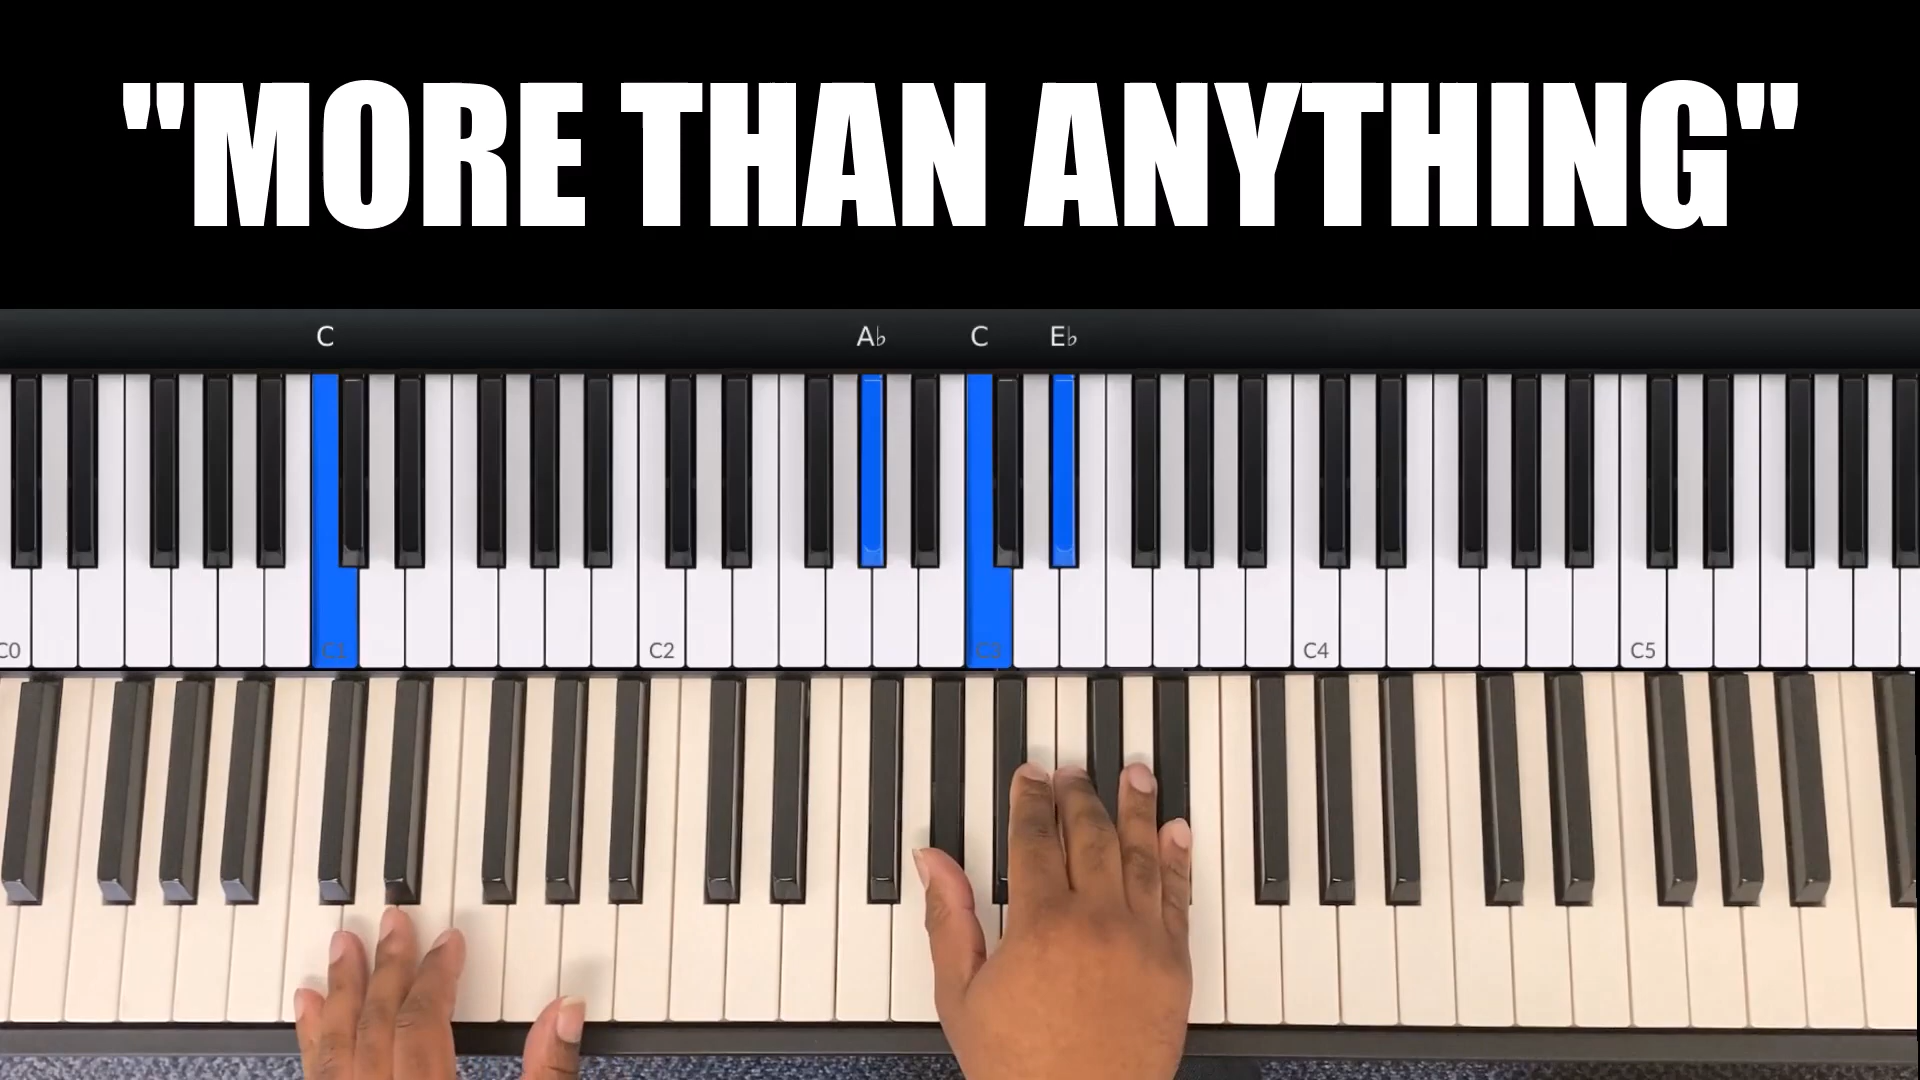 "MORE THAN ANYTHING"
C A♭ C E♭
C0 C1 C2 C3 C4 C5